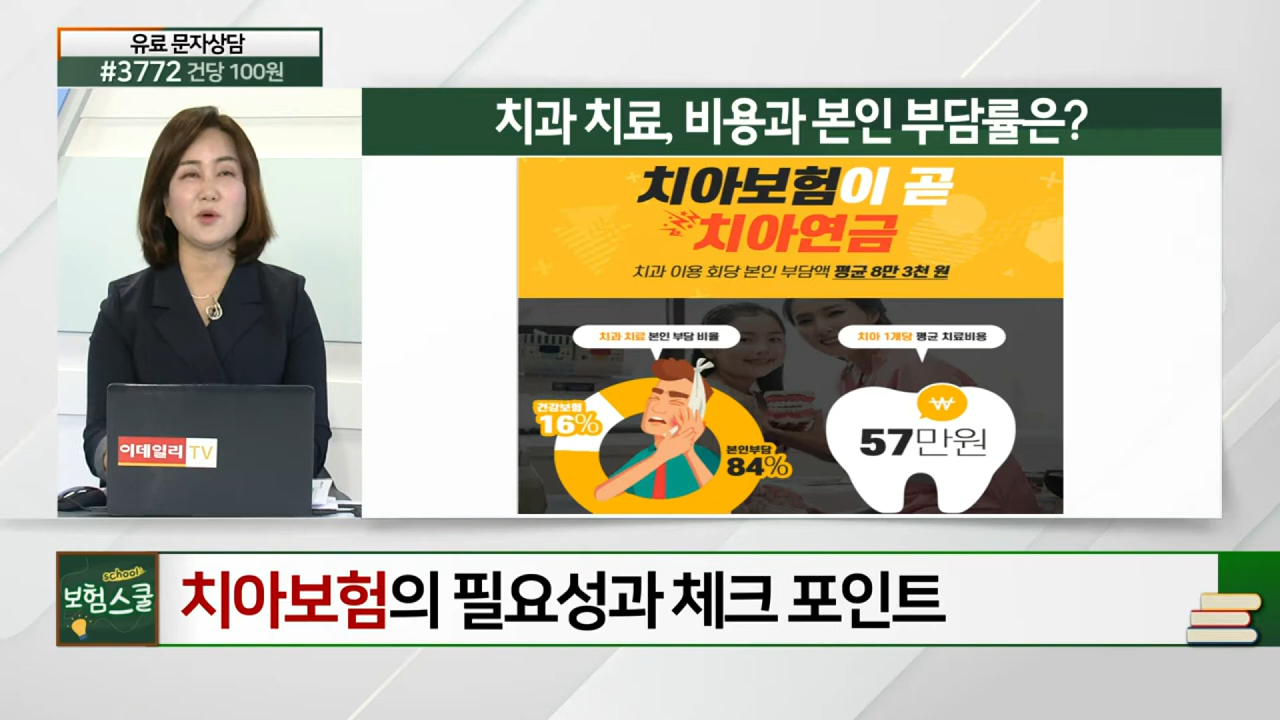 유료 문자상담
#3772 건당 100원
치과 치료, 비용과 본인 부담률은?
치아보험이 곧
치아연금
치과 이용 회당 본인 부담액 평균 8만 3천 원
치과 치료 본인 부담 비율
치아 1개당 평균 치료비용
건강보험
16%
본인부담
84%
₩
57만원
이데일리 TV
school
보험스쿨
치아보험의 필요성과 체크 포인트